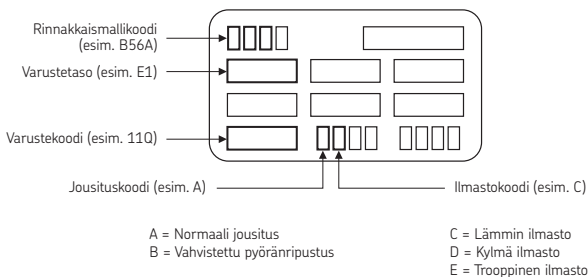 Rinnakkaismallikoodi
(esim. B56A)
Varustetaso (esim. E1)
Varustekoodi (esim. 11Q)
Jousituskoodi (esim. A)
Ilmastokoodi (esim. C)
A = Normaali jousitus
B = Vahvistettu pyöränripustus
C = Lämmin ilmasto
D = Kylmä ilmasto
E = Trooppinen ilmasto